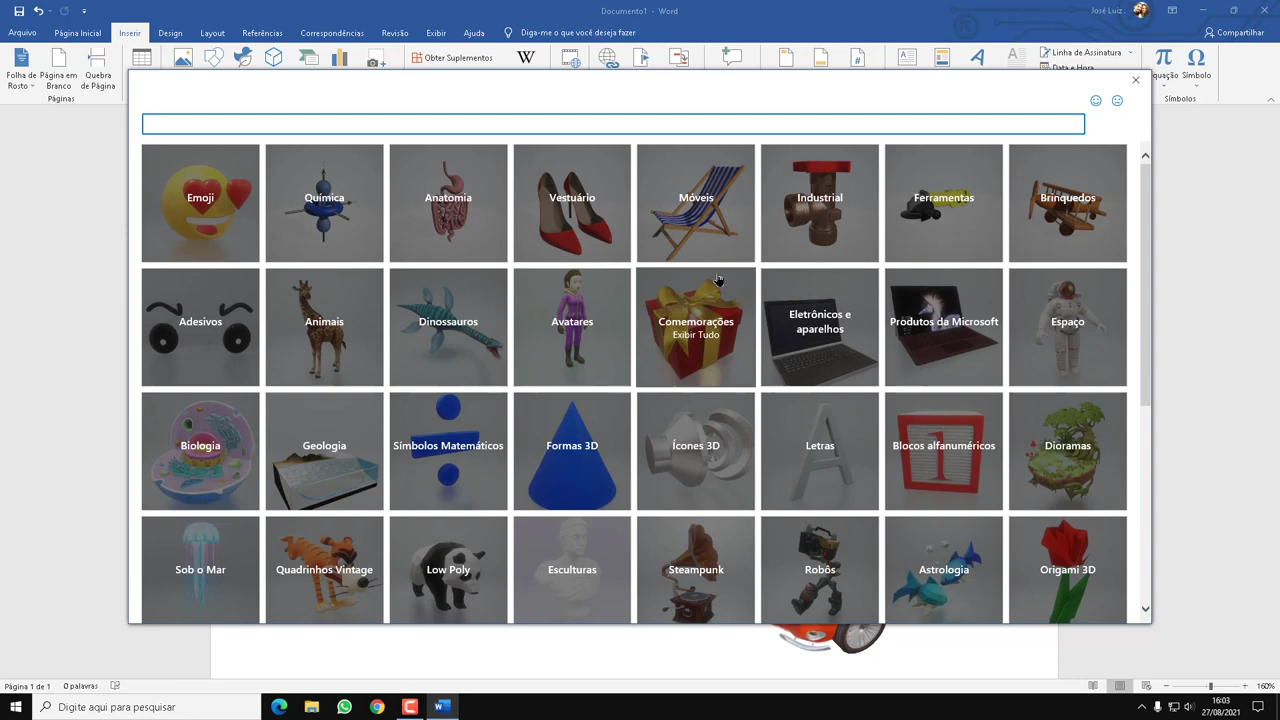 Documento1 - Word
José Luiz
Arquivo
Página Inicial
Inserir
Design
Layout
Referências
Correspondências
Revisão
Exibir
Ajuda
Diga-me o que você deseja fazer
Compartilhar
Folha de
Rosto
Página em
Branco
Quebra
de Página
Obter Suplementos
W
Linha de Assinatura
Data e Hora
Símbolo
Páginas
Símbolos
Emoji
Química
Anatomia
Vestuário
Móveis
Industrial
Ferramentas
Brinquedos
Adesivos
Animais
Dinossauros
Avatares
Comemorações
Exibir Tudo
Eletrônicos e
aparelhos
Produtos da Microsoft
Espaço
Biologia
Geologia
Símbolos Matemáticos
Formas 3D
Ícones 3D
Letras
Blocos alfanuméricos
Dioramas
Sob o Mar
Quadrinhos Vintage
Low Poly
Esculturas
Steampunk
Robôs
Astrologia
Origami 3D
Página 1 de 1
0 palavras
160%
Digite aqui para pesquisar
16:03
27/08/2021